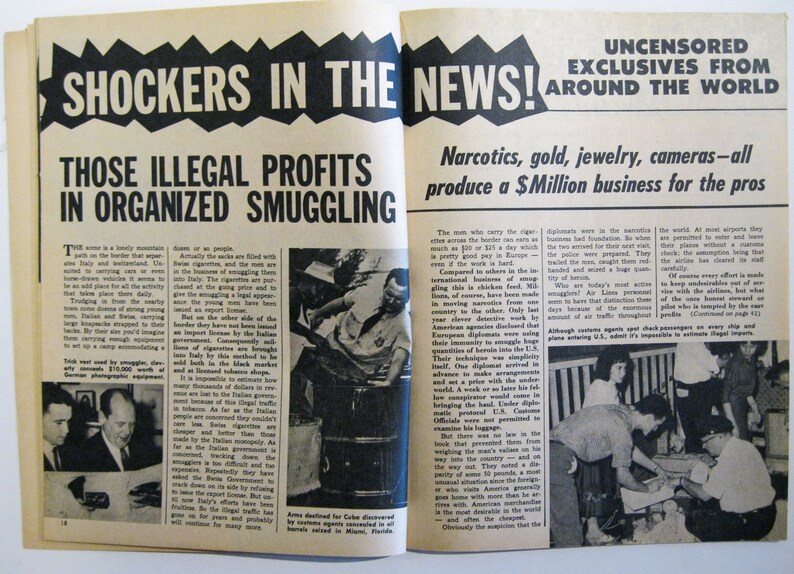 SHOCKERS IN THE NEWS!
UNCENSORED
EXCLUSIVES FROM
AROUND THE WORLD
THOSE ILLEGAL PROFITS
IN ORGANIZED SMUGGLING
Narcotics, gold, jewelry, cameras—all
produce a $Million business for the pros
THE scene is a lonely mountain
path on the border that separ-
ates Italy and Switzerland. Un-
suited to carrying cars or even
horse-drawn vehicles it seems to
be an odd place for all the activity
that takes place there daily.
Trudging in from the nearby
town come dozens of strong young
men, Italian and Swiss, carrying
large knapsacks strapped to their
backs. By their size you'd imagine
them carrying enough equipment
to set up a camp accomodating a
Trick vest used by smuggler, clev-
erly conceals $10,000 worth of
German photographic equipment.
18
dozen or so people.
Actually the sacks are filled with
Swiss cigarettes, and the men are
in the business of smuggling them
into Italy. The cigarettes are pur-
chased at the going price and to
give the smuggling a legal appear-
ance the young men have been
issued an export license.
But on the other side of the
border they have not been issued
an import license by the Italian
government. Consequently mil-
lions of cigarettes are brought
into Italy by this method to be
sold both in the black market
and at licensed tobacco shops.
It is impossible to estimate how
many thousands of dollars in rev-
enue are lost to the Italian govern-
ment because of this illegal traffic
in tobacco. As far as the Italian
people are concerned they couldn't
care less. Swiss cigarettes are
cheaper and better than those
made by the Italian monopoly. As
far as the Italian government is
concerned, tracking down the
smugglers is too difficult and too
expensive. Repeatedly they have
asked the Swiss Government to
crack down on its side by refusing
to issue the export license. But un-
til now Italy's efforts have been
fruitless. So the illegal traffic has
gone on for years and probably
will continue for many more.
Arms destined for Cuba discovered
by customs agents concealed in oil
barrels seized in Miami, Florida.
The men who carry the cigar-
ettes across the border can earn as
much as $20 or $25 a day which
is pretty good pay in Europe —
even if the work is hard.
Compared to others in the in-
ternational business of smug-
gling this is chicken feed. Mil-
lions, of course, have been made
in moving narcotics from one
country to the other. Only last
year clever detective work by
American agencies disclosed that
European diplomats were using
their immunity to smuggle huge
quantities of heroin into the U.S.
Their technique was simplicity
itself. One diplomat arrived in
advance to make arrangements
and set a price with the under-
world. A week or so later his fel-
low conspirator would come in
bringing the haul. Under diplo-
matic protocol U.S. Customs
Officials were not permitted to
examine his luggage.
But there was no law in the
book that prevented them from
weighing the man's valises on his
way into the country — and on
the way out. They noted a dis-
parity of some 50 pounds, a most
unusual situation since the foreign-
er who visits America generally
goes home with more than he ar-
rives with. American merchandise
is the most desirable in the world
— and often the cheapest.
Obviously the suspicion that the
diplomats were in the narcotics
business had foundation. So when
the two arrived for their next visit,
the police were prepared. They
trailed the men, caught them red-
handed and seized a huge quan-
tity of heroin.
Who are today's most active
smugglers? Air Lines personnel
seem to have that distinction these
days because of the enormous
amount of air traffic throughout
the world. At most airports they
are permitted to enter and leave
their planes without a customs
check; the assumption being that
the airline has cleared its staff
carefully.
Of course every effort is made
to keep undesirables out of ser-
vice with the airlines, but what
of the once honest steward or
pilot who is tempted by the easy
profits (Continued on page 41)
Although customs agents spot check passengers on every ship and
plane entering U.S., admit it's impossible to estimate illegal imports.